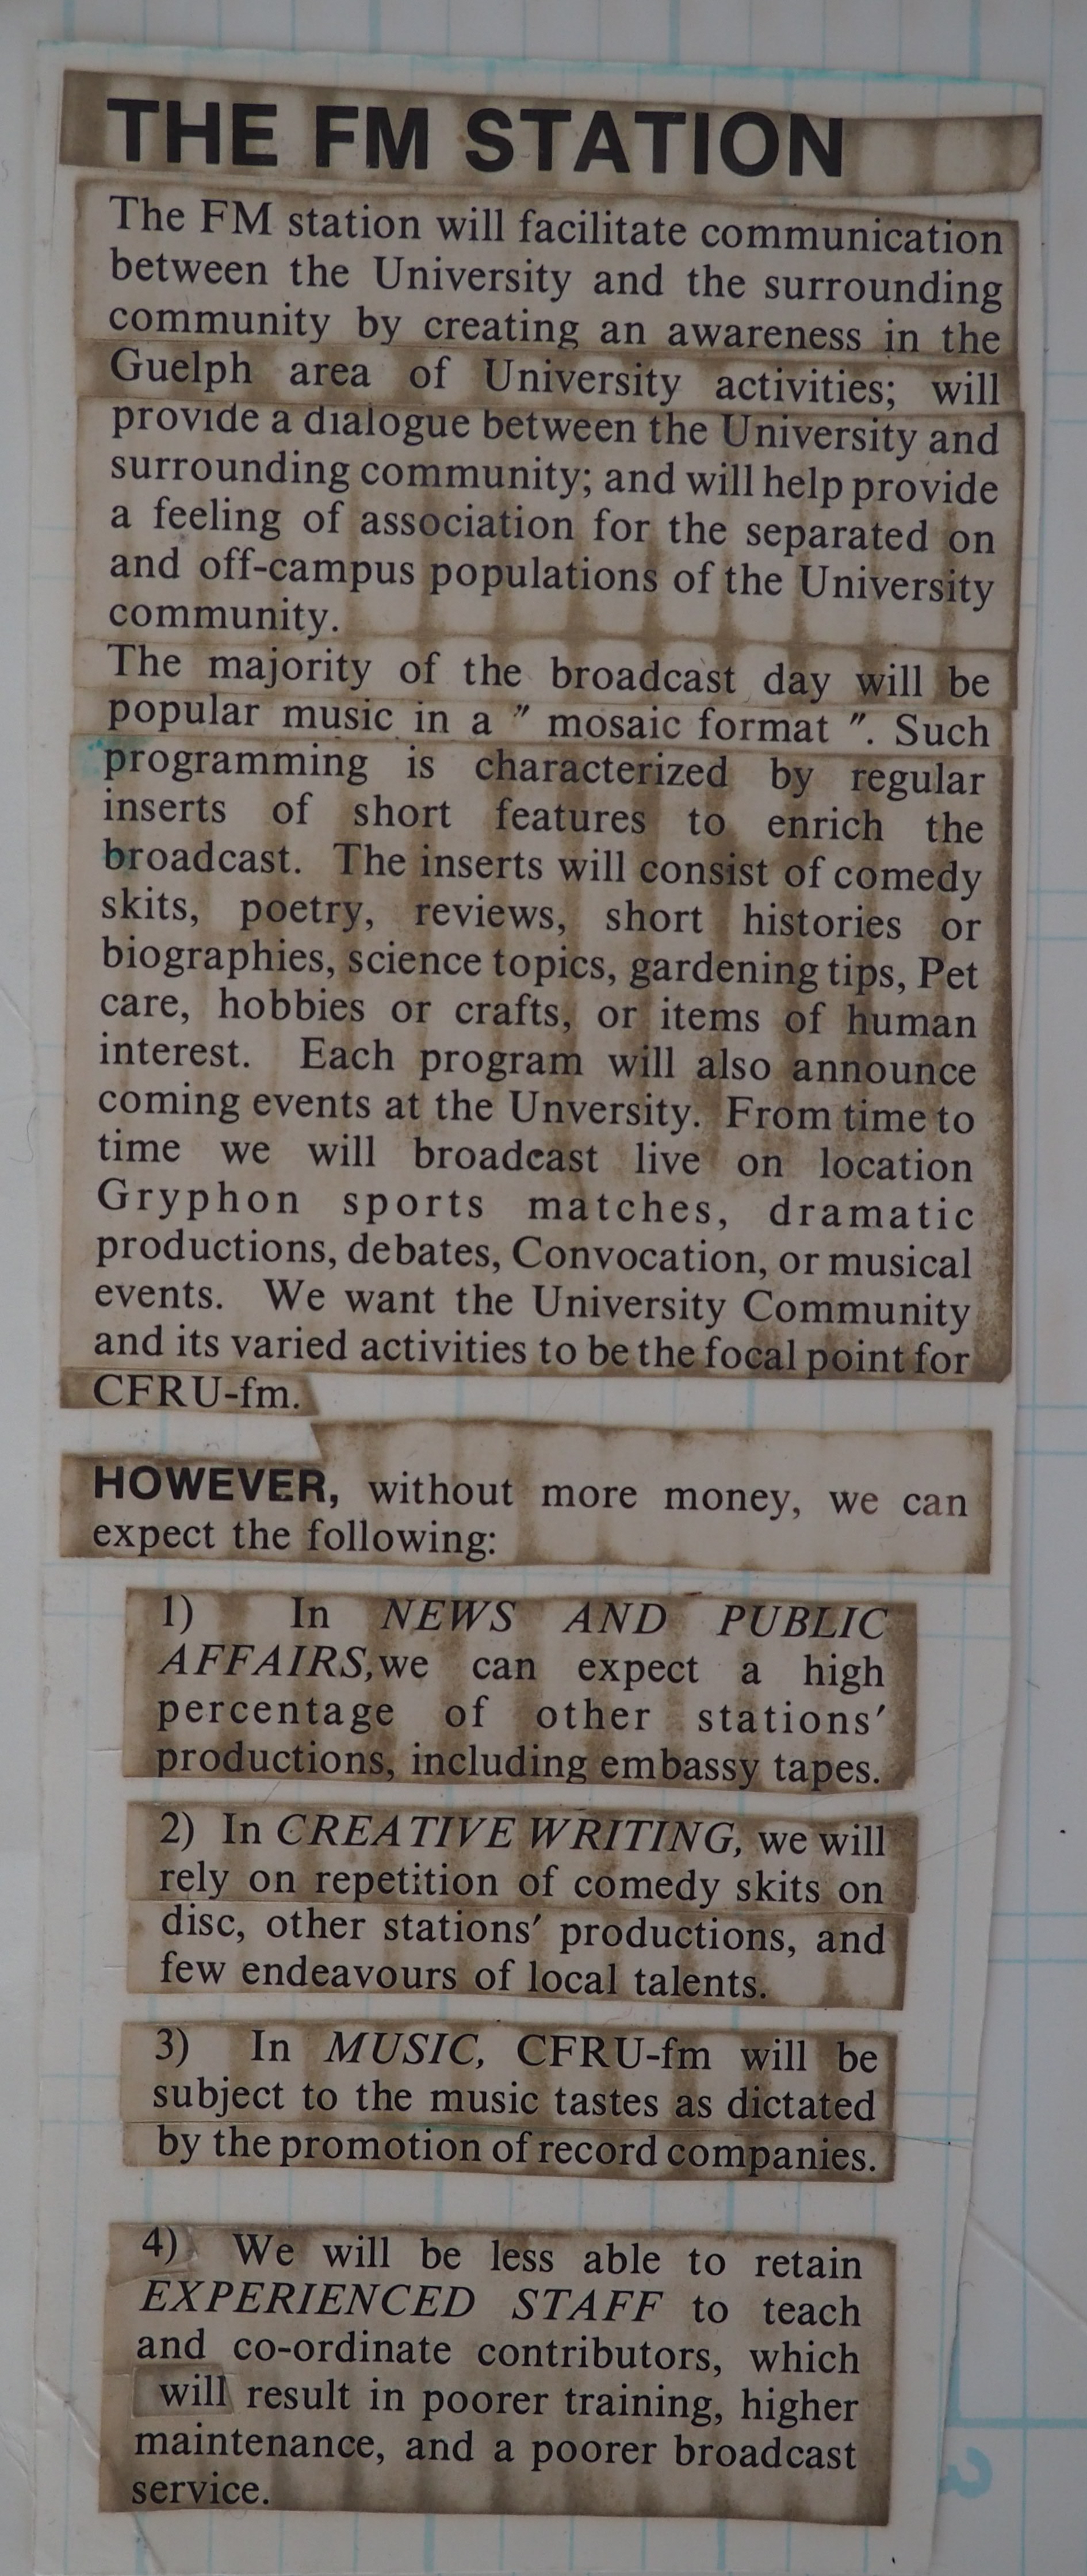 THE FM STATION
The FM station will facilitate communication
between the University and the surrounding
community by creating an awareness in the
Guelph area of University activities; will
provide a dialogue between the University and
surrounding community; and will help provide
a feeling of association for the separated on
and off-campus populations of the University
community.
The majority of the broadcast day will be
popular music in a " mosaic format ". Such
programming is characterized by regular
inserts of short features to enrich the
broadcast. The inserts will consist of comedy
skits, poetry, reviews, short histories or
biographies, science topics, gardening tips, Pet
care, hobbies or crafts, or items of human
interest. Each program will also announce
coming events at the Unversity. From time to
time we will broadcast live on location
Gryphon sports matches, dramatic
productions, debates, Convocation, or musical
events. We want the University Community
and its varied activities to be the focal point for
CFRU-fm.
HOWEVER, without more money, we can
expect the following:
1) In NEWS AND PUBLIC
AFFAIRS,we can expect a high
percentage of other stations'
productions, including embassy tapes.
2) In CREATIVE WRITING, we will
rely on repetition of comedy skits on
disc, other stations' productions, and
few endeavours of local talents.
3) In MUSIC, CFRU-fm will be
subject to the music tastes as dictated
by the promotion of record companies.
4) We will be less able to retain
EXPERIENCED STAFF to teach
and co-ordinate contributors, which
will result in poorer training, higher
maintenance, and a poorer broadcast
service.
3